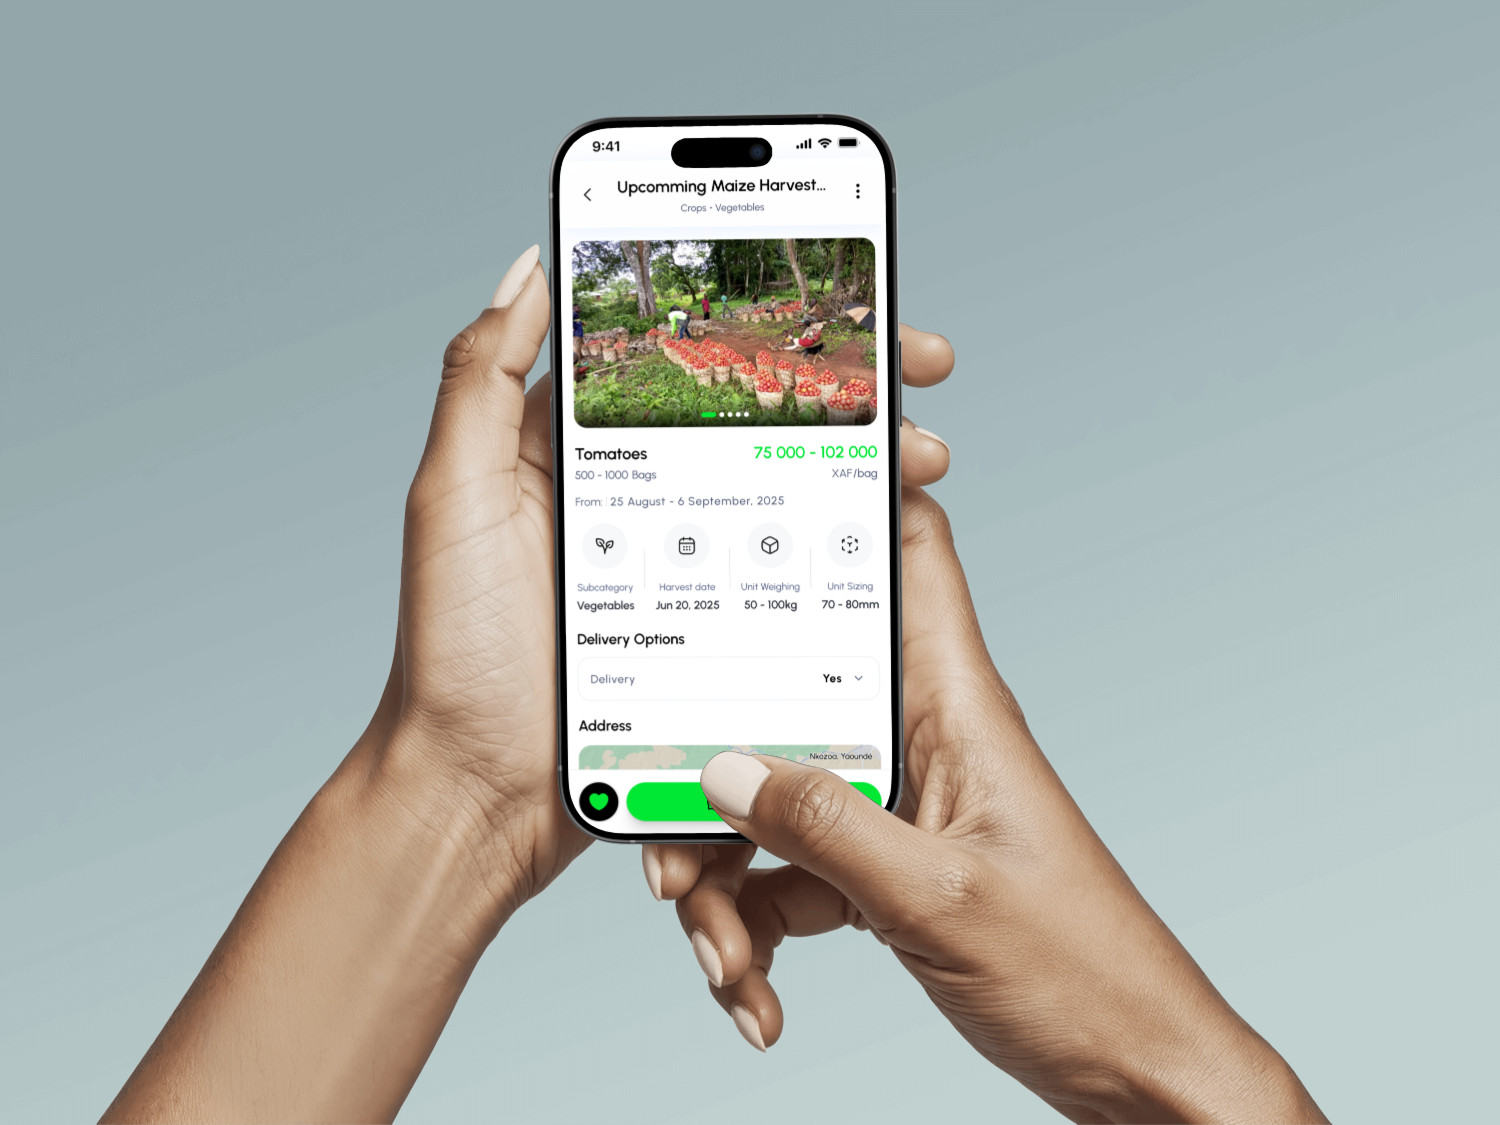 9:41
Upcomming Maize Harvest...
Crops • Vegetables
Tomatoes
75 000 - 102 000
500 - 1000 Bags
XAF/bag
From: 25 August - 6 September, 2025
Subcategory
Harvest date
Unit Weighing
Unit Sizing
Vegetables
Jun 20, 2025
50 - 100kg
70 - 80mm
Delivery Options
Delivery
Yes
Address
Nkozoa, Yaoundé